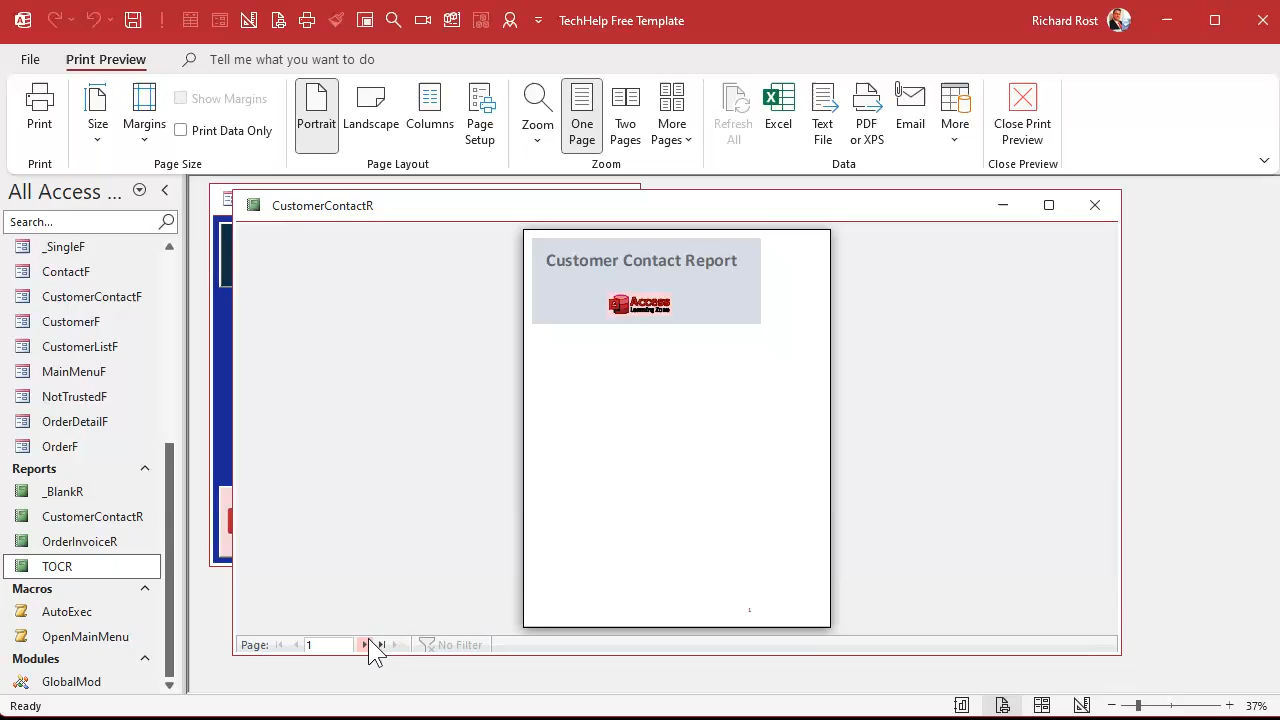 TechHelp Free Template
Richard Rost
File
Print Preview
Tell me what you want to do
Print
Size
Margins
Show Margins
Print Data Only
Portrait
Landscape
Columns
Page Setup
Zoom
One Page
Two Pages
More Pages
Refresh All
Excel
Text File
PDF or XPS
Email
More
Close Print Preview
Print
Page Size
Page Layout
Zoom
Data
Close Preview
All Access ...
Search...
_SingleF
ContactF
CustomerContactF
CustomerF
CustomerListF
MainMenuF
NotTrustedF
OrderDetailF
OrderF
Reports
_BlankR
CustomerContactR
OrderInvoiceR
TOCR
Macros
AutoExec
OpenMainMenu
Modules
GlobalMod
CustomerContactR
Customer Contact Report
Access
Learning Zone
1
Page:
1
No Filter
Ready
37%